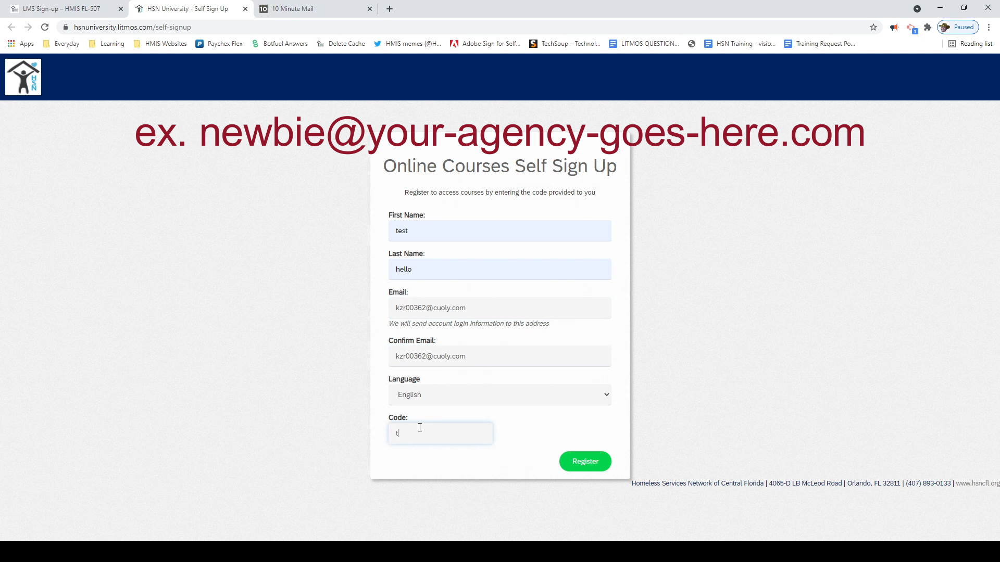 LMS Sign-up – HMIS FL-507
HSN University - Self Sign Up
10 10 Minute Mail
hsnuniversity.litmos.com/self-signup
1
Paused
Apps Everyday Learning HMIS Websites Paychex Flex Botfuel Answers Delete Cache HMIS memes (@H... Adobe Sign for Self... TechSoup – Technol... LITMOS QUESTION... HSN Training - visio... Training Request Po... Reading list
HSN
ex. newbie@your-agency-goes-here.com
Online Courses Self Sign Up
Register to access courses by entering the code provided to you
First Name:
test
Last Name:
hello
Email:
kzr00362@cuoly.com
We will send account login information to this address
Confirm Email:
kzr00362@cuoly.com
Language
English
Code:
t
Register
Homeless Services Network of Central Florida | 4065-D LB McLeod Road | Orlando, FL 32811 | (407) 893-0133 | www.hsncfl.org